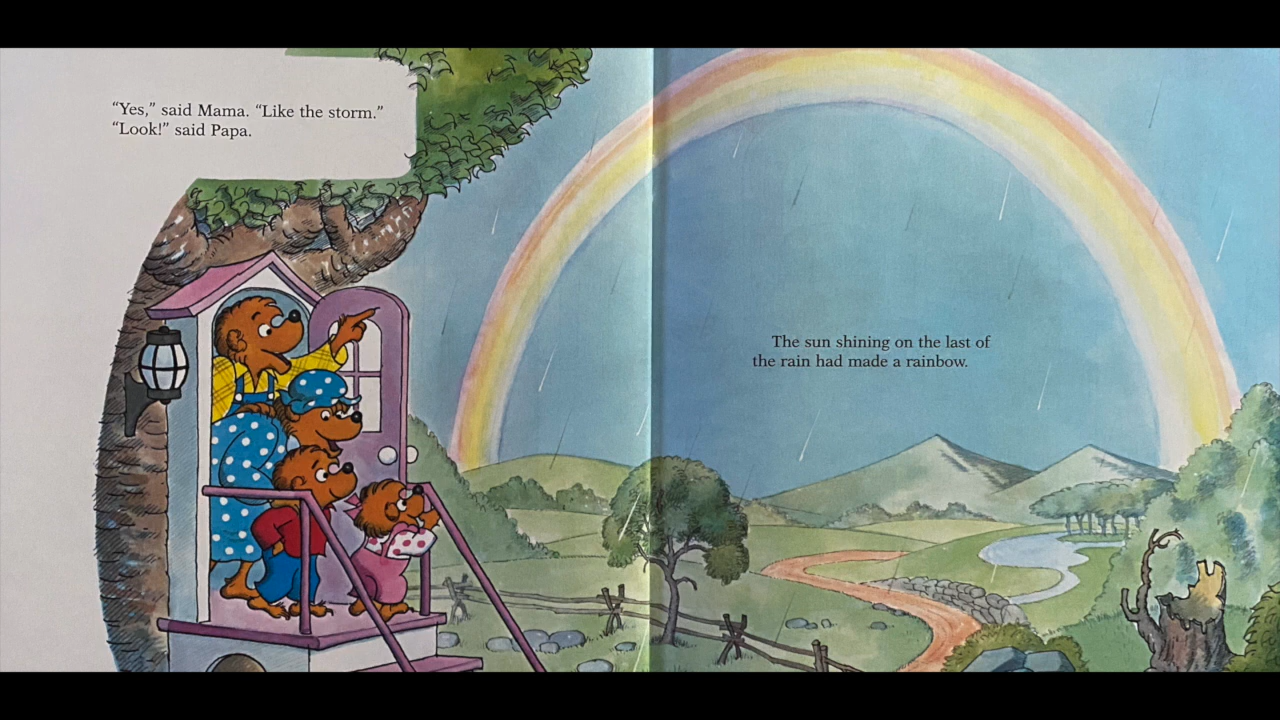 “Yes,” said Mama. “Like the storm.”
“Look!” said Papa.
The sun shining on the last of
the rain had made a rainbow.